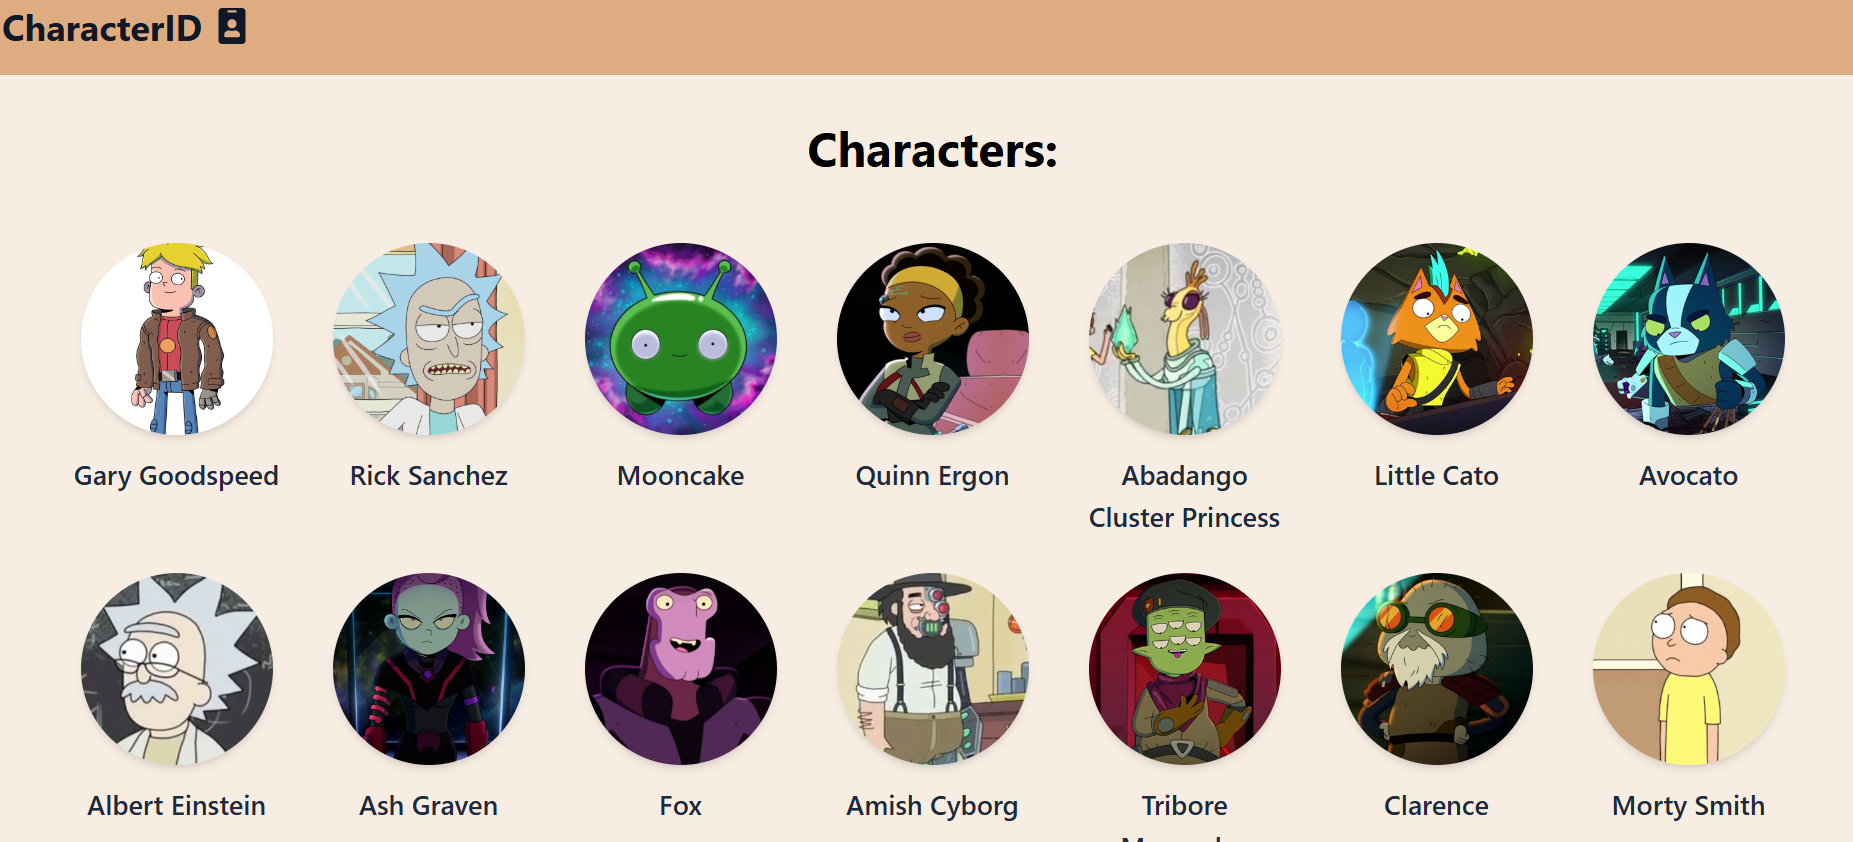 CharacterID
Characters:
Gary Goodspeed
Rick Sanchez
Mooncake
Quinn Ergon
Abadango
Cluster Princess
Little Cato
Avocato
Albert Einstein
Ash Graven
Fox
Amish Cyborg
Tribore
Clarence
Morty Smith